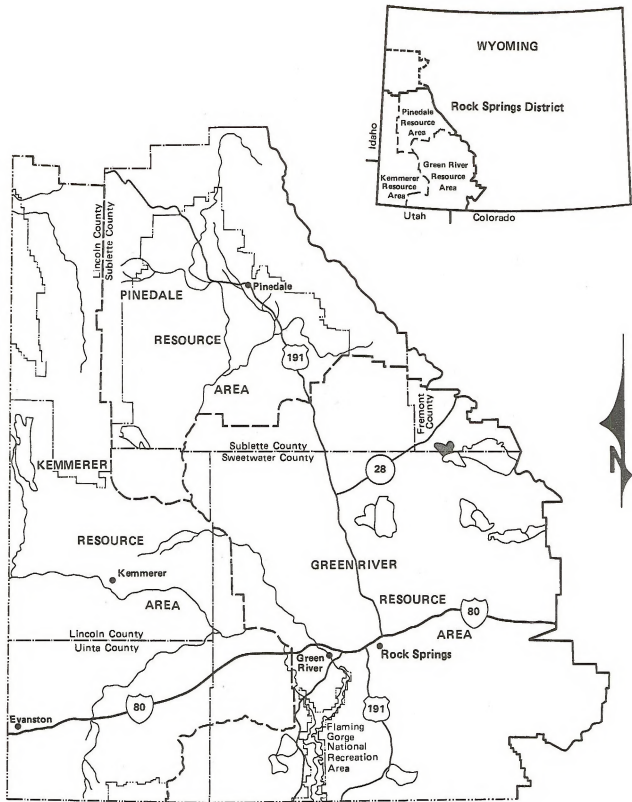 WYOMING
Rock Springs District
Pinedale
Resource
Area
Green River
Resource
Area
Kemmerer
Resource
Area
Idaho
Utah
Colorado
Lincoln County
Sublette County
PINEDALE
RESOURCE
AREA
Pinedale
191
Fremont
County
Sublette County
Sweetwater County
28
N
KEMMERER
RESOURCE
AREA
Kemmerer
GREEN RIVER
RESOURCE
AREA
80
Lincoln County
Uinta County
Green
River
Rock Springs
Evanston
80
191
Flaming
Gorge
National
Recreation
Area